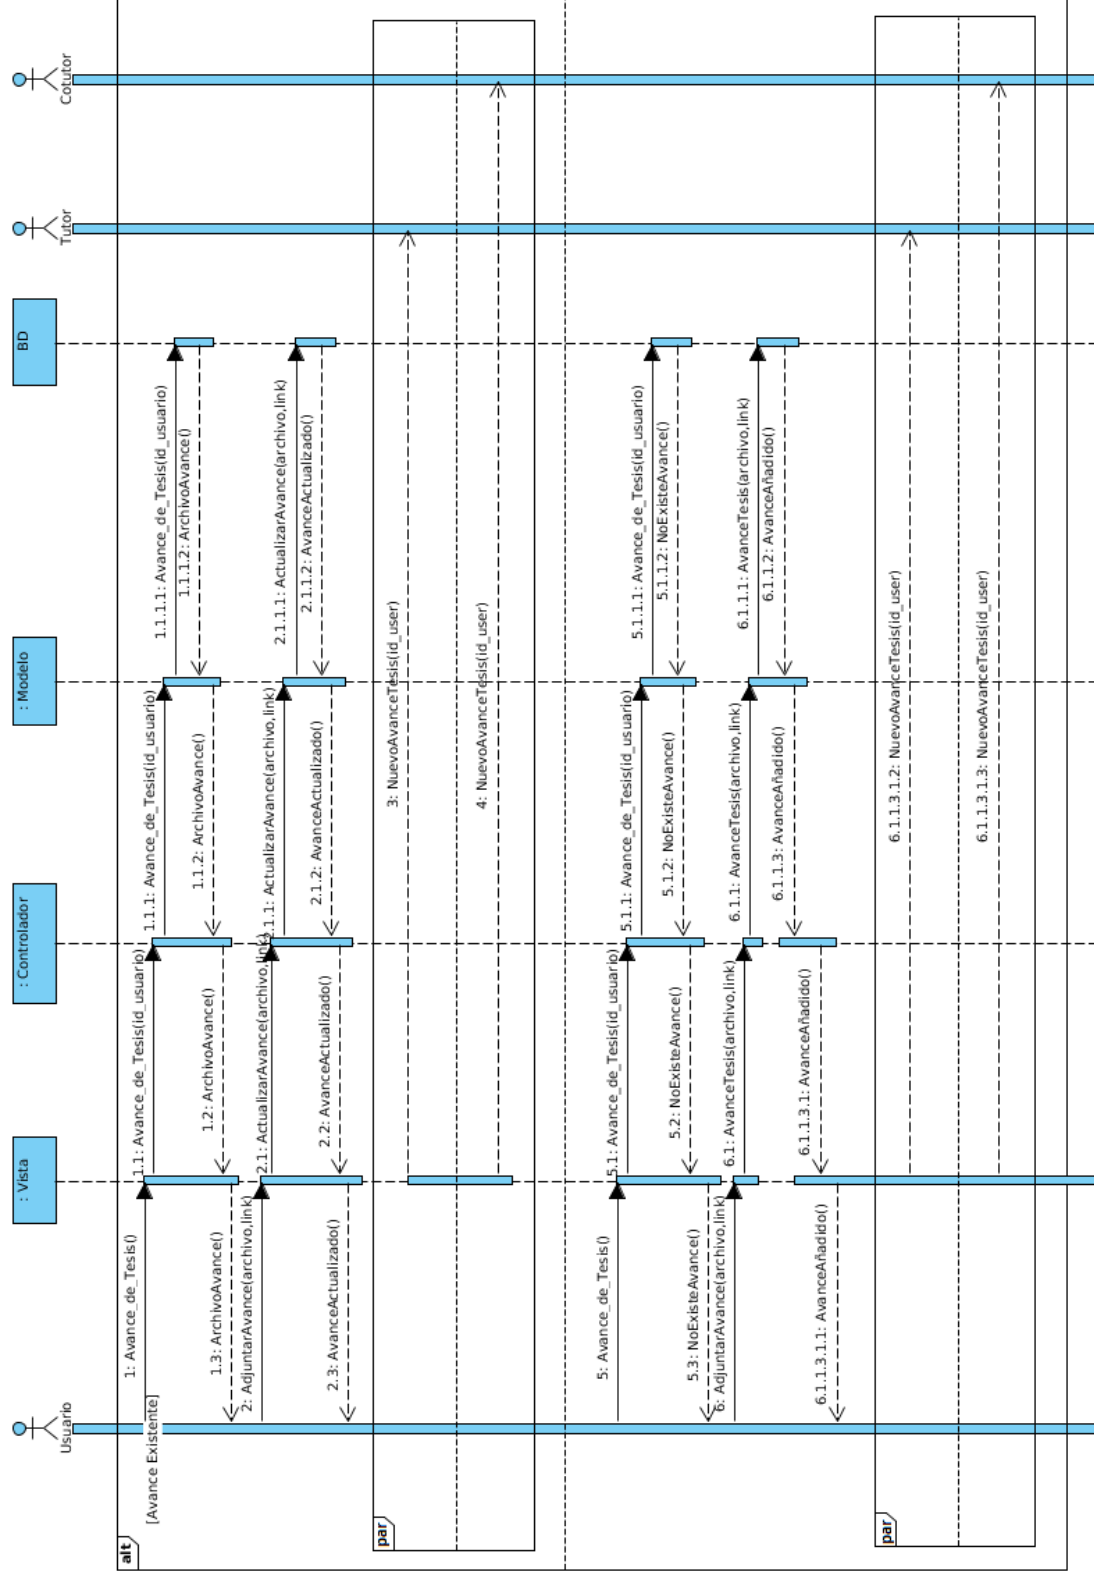 Usuario
: Vista
: Controlador
: Modelo
BD
Tutor
Cotutor
alt
[Avance Existente]
1: Avance_de_Tesis()
1.1: Avance_de_Tesis(id_usuario)
1.1.1: Avance_de_Tesis(id_usuario)
1.1.1.1: Avance_de_Tesis(id_usuario)
1.1.1.2: ArchivoAvance()
1.1.2: ArchivoAvance()
1.2: ArchivoAvance()
1.3: ArchivoAvance()
2: AdjuntarAvance(archivo,link)
2.1: ActualizarAvance(archivo,link)
2.1.1: ActualizarAvance(archivo,link)
2.1.1.1: ActualizarAvance(archivo,link)
2.1.1.2: AvanceActualizado()
2.1.2: AvanceActualizado()
2.2: AvanceActualizado()
2.3: AvanceActualizado()
par
3: NuevoAvanceTesis(id_user)
4: NuevoAvanceTesis(id_user)
5: Avance_de_Tesis()
5.1: Avance_de_Tesis(id_usuario)
5.1.1: Avance_de_Tesis(id_usuario)
5.1.1.1: Avance_de_Tesis(id_usuario)
5.1.1.2: NoExisteAvance()
5.1.2: NoExisteAvance()
5.2: NoExisteAvance()
5.3: NoExisteAvance()
6: AdjuntarAvance(archivo,link)
6.1: AvanceTesis(archivo,link)
6.1.1: AvanceTesis(archivo,link)
6.1.1.1: AvanceTesis(archivo,link)
6.1.1.2: AvanceAñadido()
6.1.1.3: AvanceAñadido()
6.1.1.3.1: AvanceAñadido()
6.1.1.3.1.1: AvanceAñadido()
par
6.1.1.3.1.2: NuevoAvanceTesis(id_user)
6.1.1.3.1.3: NuevoAvanceTesis(id_user)